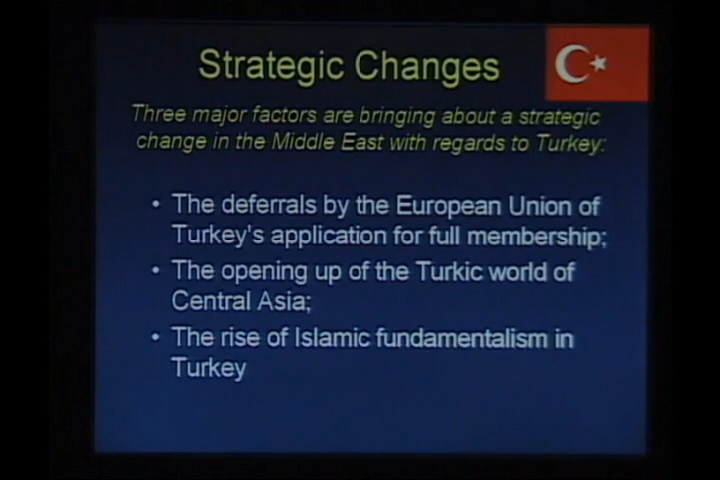 Strategic Changes
Three major factors are bringing about a strategic
change in the Middle East with regards to Turkey:
• The deferrals by the European Union of
Turkey's application for full membership;
• The opening up of the Turkic world of
Central Asia;
• The rise of Islamic fundamentalism in
Turkey